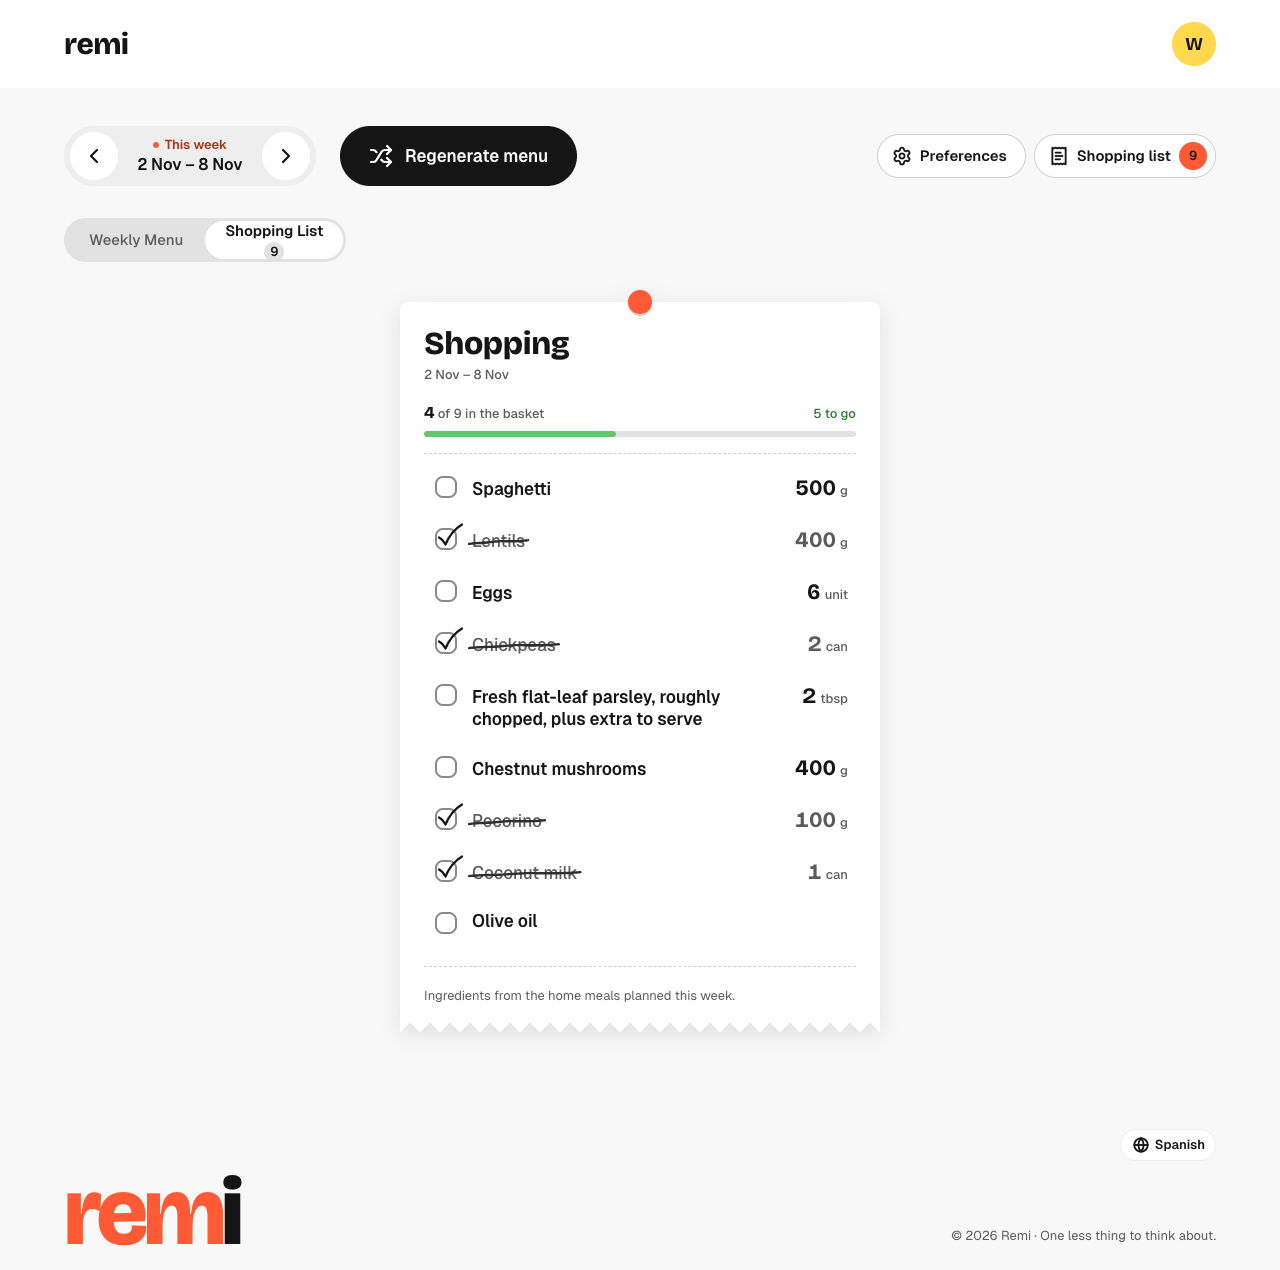 remi
W
This week
2 Nov – 8 Nov
Regenerate menu
Preferences
Shopping list 9
Weekly Menu
Shopping List
9
Shopping
2 Nov – 8 Nov
4 of 9 in the basket
5 to go
Spaghetti 500 g
Lentils 400 g
Eggs 6 unit
Chickpeas 2 can
Fresh flat-leaf parsley, roughly 2 tbsp
chopped, plus extra to serve
Chestnut mushrooms 400 g
Pecorino 100 g
Coconut milk 1 can
Olive oil
Ingredients from the home meals planned this week.
Spanish
remi
© 2026 Remi · One less thing to think about.